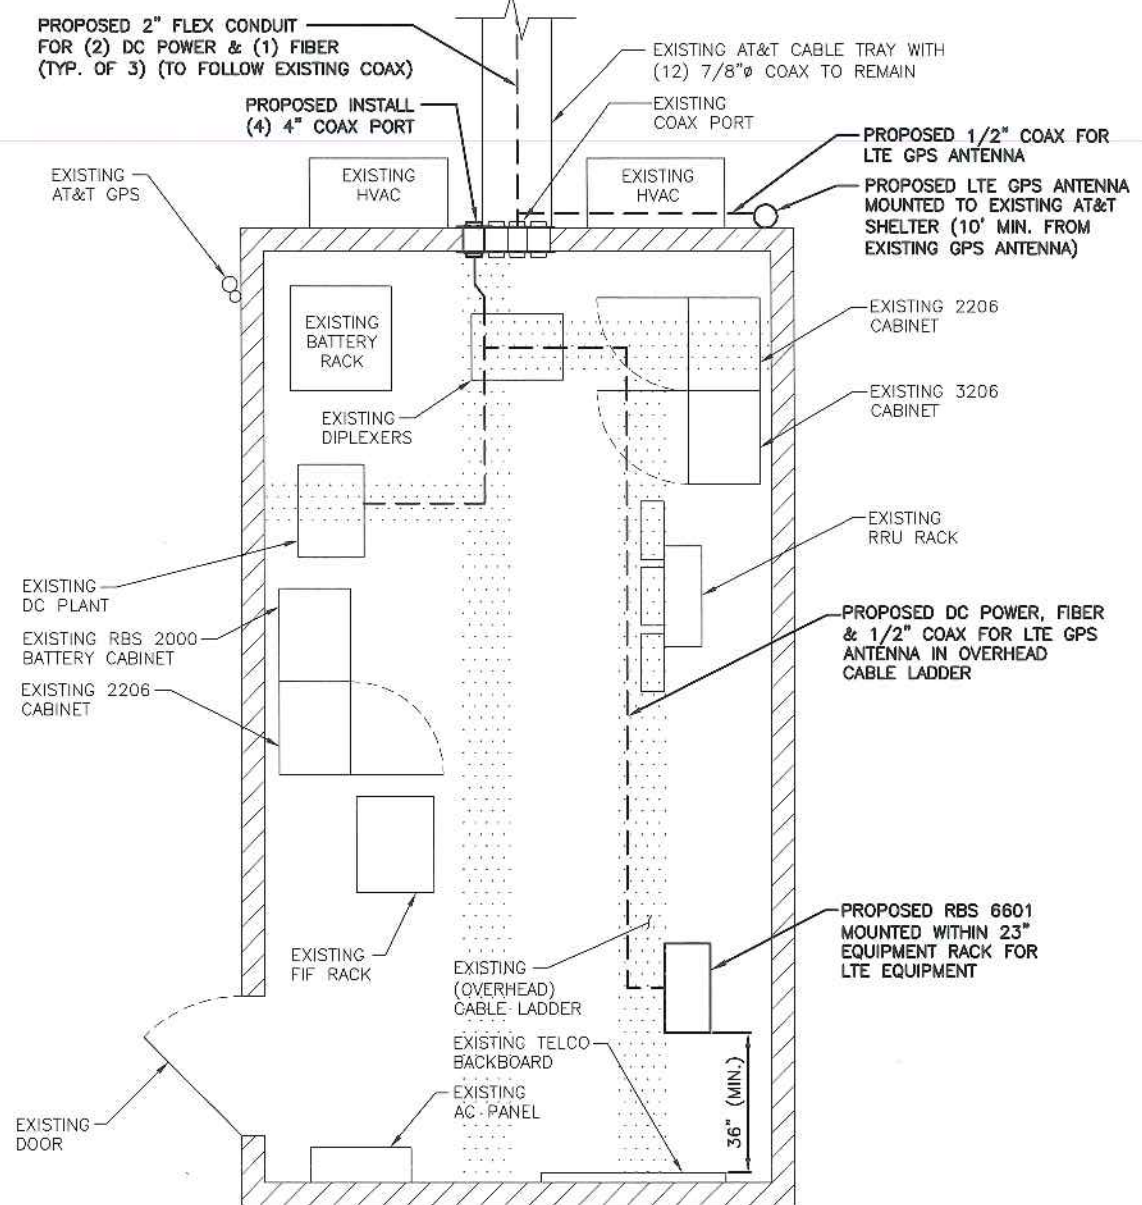 PROPOSED 2" FLEX CONDUIT
FOR (2) DC POWER & (1) FIBER
(TYP. OF 3) (TO FOLLOW EXISTING COAX)
EXISTING AT&T CABLE TRAY WITH
(12) 7/8"ø COAX TO REMAIN
PROPOSED INSTALL
(4) 4" COAX PORT
EXISTING
COAX PORT
PROPOSED 1/2" COAX FOR
LTE GPS ANTENNA
EXISTING
AT&T GPS
EXISTING
HVAC
EXISTING
HVAC
PROPOSED LTE GPS ANTENNA
MOUNTED TO EXISTING AT&T
SHELTER (10' MIN. FROM
EXISTING GPS ANTENNA)
EXISTING
BATTERY
RACK
EXISTING 2206
CABINET
EXISTING
DIPLEXERS
EXISTING 3206
CABINET
EXISTING
RRU RACK
EXISTING
DC PLANT
EXISTING RBS 2000
BATTERY CABINET
EXISTING 2206
CABINET
PROPOSED DC POWER, FIBER
& 1/2" COAX FOR LTE GPS
ANTENNA IN OVERHEAD
CABLE LADDER
PROPOSED RBS 6601
MOUNTED WITHIN 23"
EQUIPMENT RACK FOR
LTE EQUIPMENT
EXISTING
FIF RACK
EXISTING
(OVERHEAD)
CABLE LADDER
EXISTING TELCO
BACKBOARD
EXISTING
AC PANEL
36" (MIN.)
EXISTING
DOOR